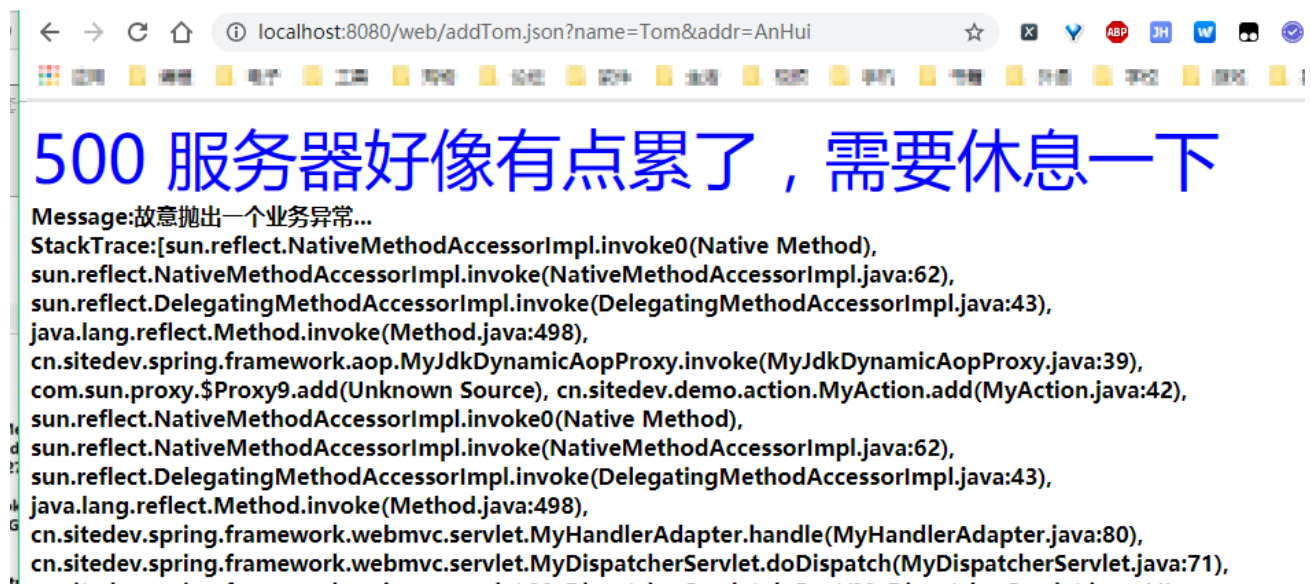 localhost:8080/web/addTom.json?name=Tom&addr=AnHui
ABP
JH
W
500 服务器好像有点累了，需要休息一下
Message:故意抛出一个业务异常...
StackTrace:[sun.reflect.NativeMethodAccessorImpl.invoke0(Native Method),
sun.reflect.NativeMethodAccessorImpl.invoke(NativeMethodAccessorImpl.java:62),
sun.reflect.DelegatingMethodAccessorImpl.invoke(DelegatingMethodAccessorImpl.java:43),
java.lang.reflect.Method.invoke(Method.java:498),
cn.sitedev.spring.framework.aop.MyJdkDynamicAopProxy.invoke(MyJdkDynamicAopProxy.java:39),
com.sun.proxy.$Proxy9.add(Unknown Source), cn.sitedev.demo.action.MyAction.add(MyAction.java:42),
sun.reflect.NativeMethodAccessorImpl.invoke0(Native Method),
sun.reflect.NativeMethodAccessorImpl.invoke(NativeMethodAccessorImpl.java:62),
sun.reflect.DelegatingMethodAccessorImpl.invoke(DelegatingMethodAccessorImpl.java:43),
java.lang.reflect.Method.invoke(Method.java:498),
cn.sitedev.spring.framework.webmvc.servlet.MyHandlerAdapter.handle(MyHandlerAdapter.java:80),
cn.sitedev.spring.framework.webmvc.servlet.MyDispatcherServlet.doDispatch(MyDispatcherServlet.java:71),